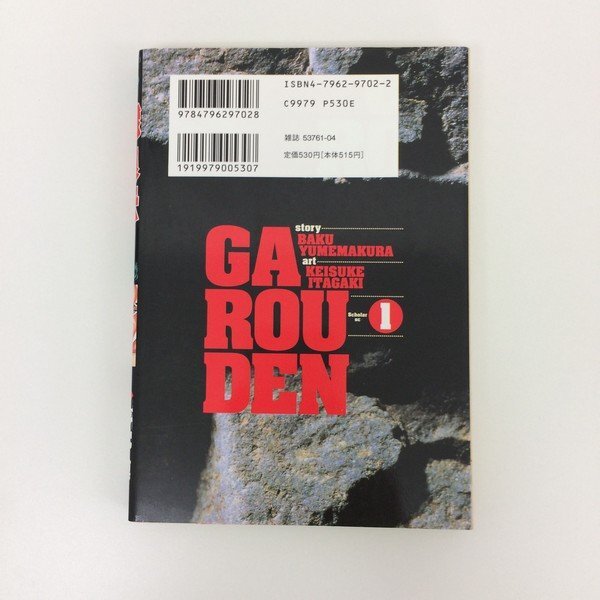 ISBN4-7962-9702-2
C9979 P530E
9784796297028
雑誌 53761-04
定価530円[本体515円]
1919979005307
story
BAKU
YUMEMAKURA
art
KEISUKE
ITAGAKI
GA
ROU
DEN
Scholar
SC
1